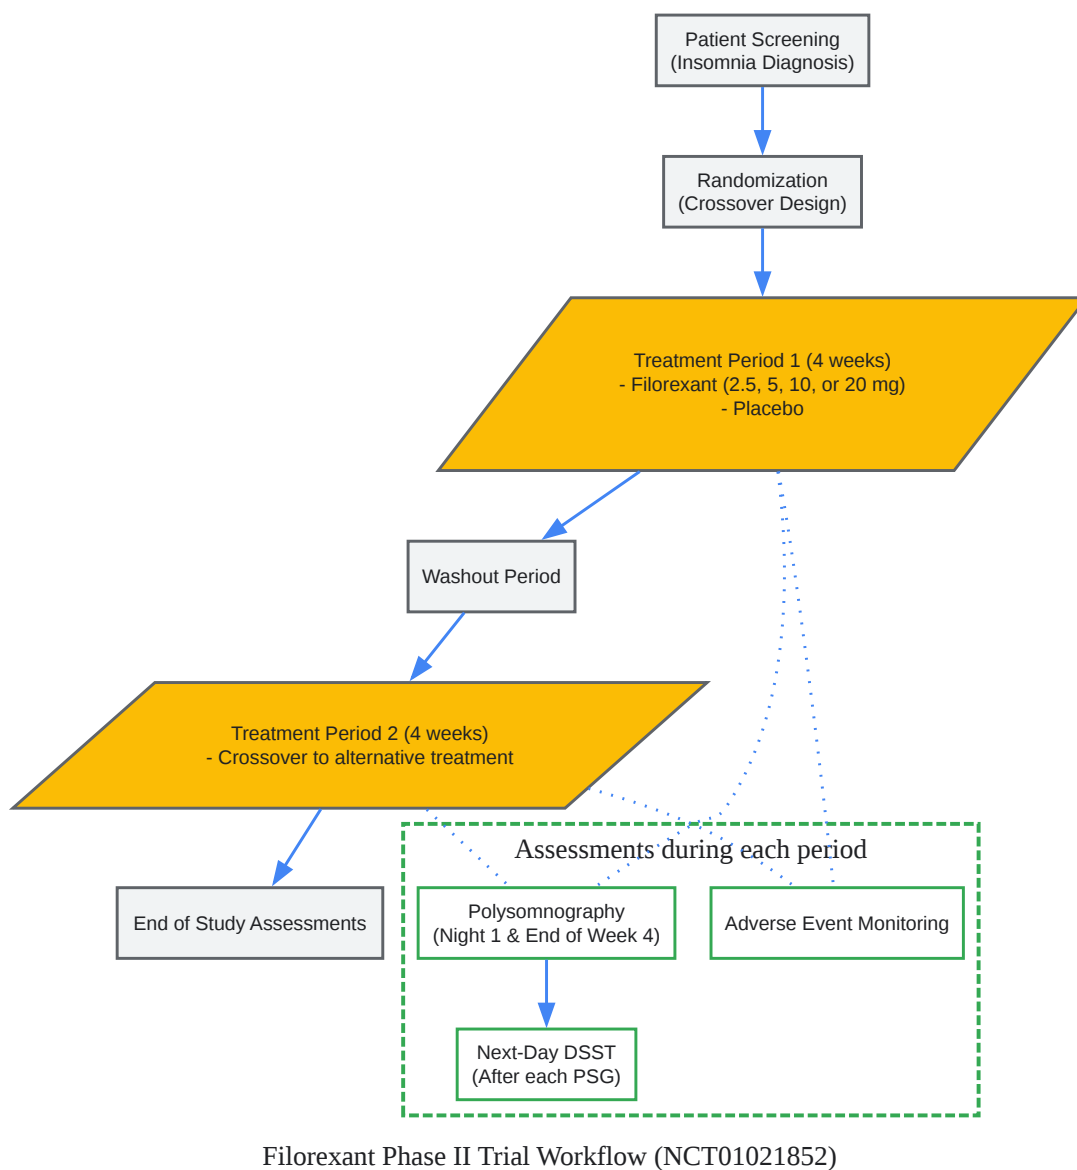 Patient Screening
(Insomnia Diagnosis)
Randomization
(Crossover Design)
Treatment Period 1 (4 weeks)
- Filorexant (2.5, 5, 10, or 20 mg)
- Placebo
Washout Period
Treatment Period 2 (4 weeks)
- Crossover to alternative treatment
Assessments during each period
End of Study Assessments
Polysomnography
(Night 1 & End of Week 4)
Adverse Event Monitoring
Next-Day DSST
(After each PSG)
Filorexant Phase II Trial Workflow (NCT01021852)